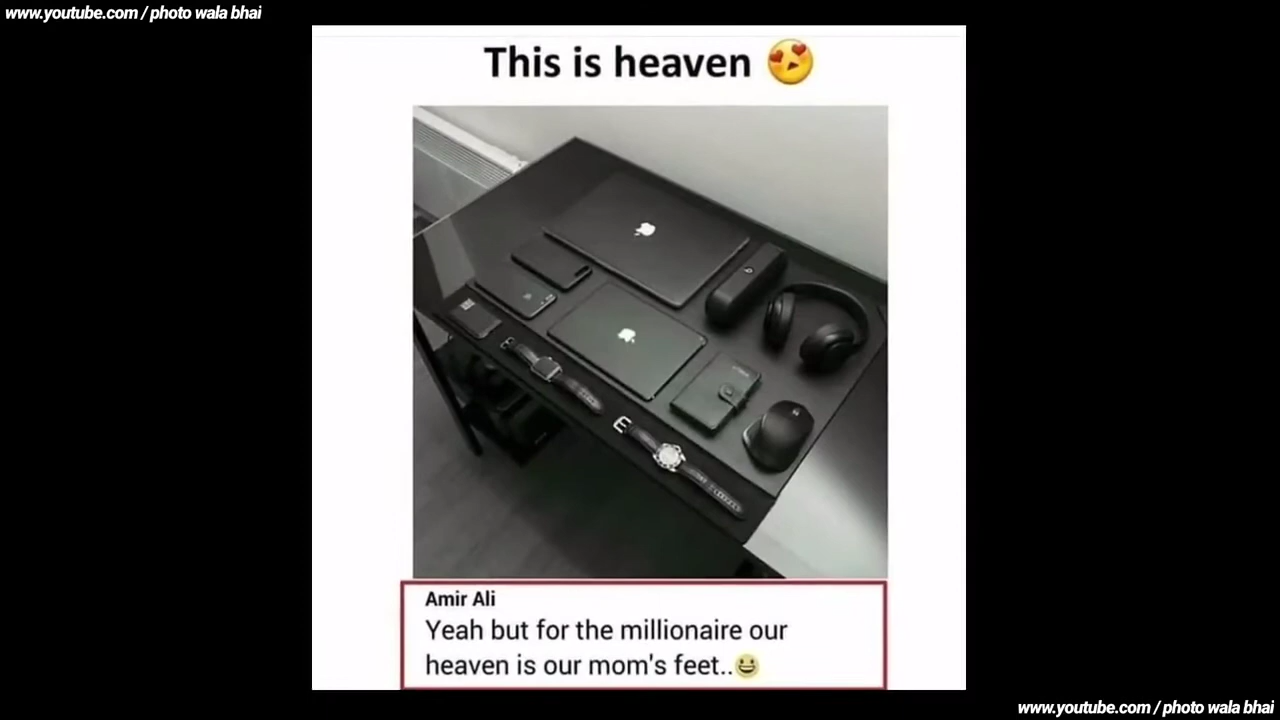 www.youtube.com / photo wala bhai
This is heaven 😍
Amir Ali
Yeah but for the millionaire our
heaven is our mom's feet..😀
www.youtube.com / photo wala bhai